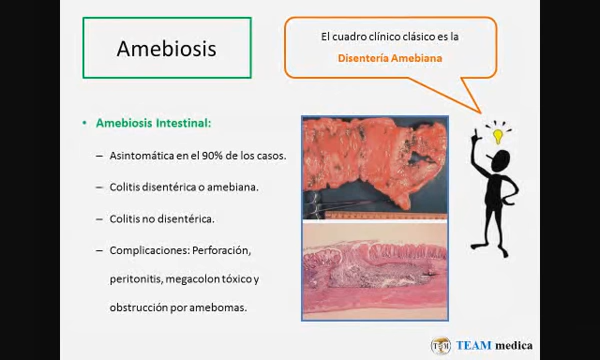 Amebiosis
El cuadro clínico clásico es la
Disentería Amebiana
• Amebiosis Intestinal:
– Asintomática en el 90% de los casos.
– Colitis disentérica o amebiana.
– Colitis no disentérica.
– Complicaciones: Perforación,
peritonitis, megacolon tóxico y
obstrucción por amebomas.
TEAM medica